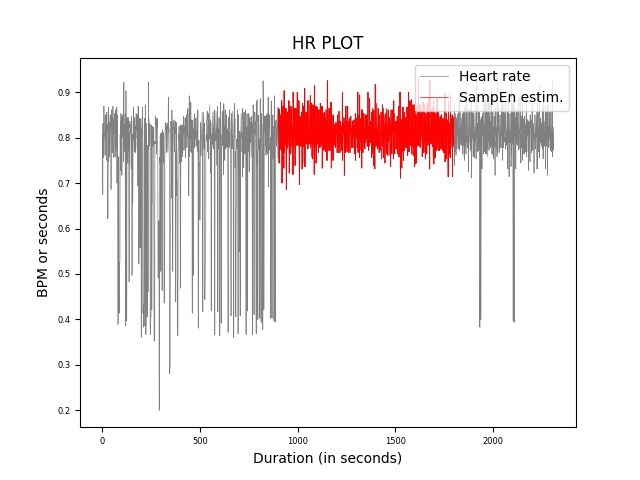 HR PLOT
Heart rate
SampEn estim.
BPM or seconds
0.9
0.8
0.7
0.6
0.5
0.4
0.3
0.2
0 500 1000 1500 2000
Duration (in seconds)